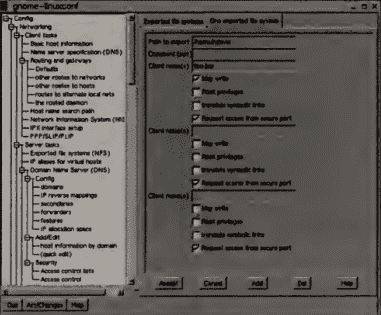 gnome-linuxconf
Config
Networking
Client tasks
Basic host information
Name server specification (DNS)
Routing and gateways
Defaults
other routes to networks
other routes to hosts
routes to alternate local nets
the routed daemon
Host name search path
Network Information System (NIS)
IPX interface setup
PPP/SLIP/PLIP
Server tasks
Exported file systems (NFS)
IP aliases for virtual hosts
Domain Name Server (DNS)
Config
domains
IP reverse mappings
secondaries
forwarders
features
IP allocation space
Add/Edit
host information by domain
(quick edit)
Security
Access control lists
Access control
Quit Act/Changes Help
Exported file systems One exported file system
Path to export
Comment (opt)
Client name(s)
May write
Root privileges
translate symbolic links
Request access from secure port
Client name(s)
May write
Root privileges
translate symbolic links
Request access from secure port
Client name(s)
May write
Root privileges
translate symbolic links
Request access from secure port
Accept Cancel Add Del Help